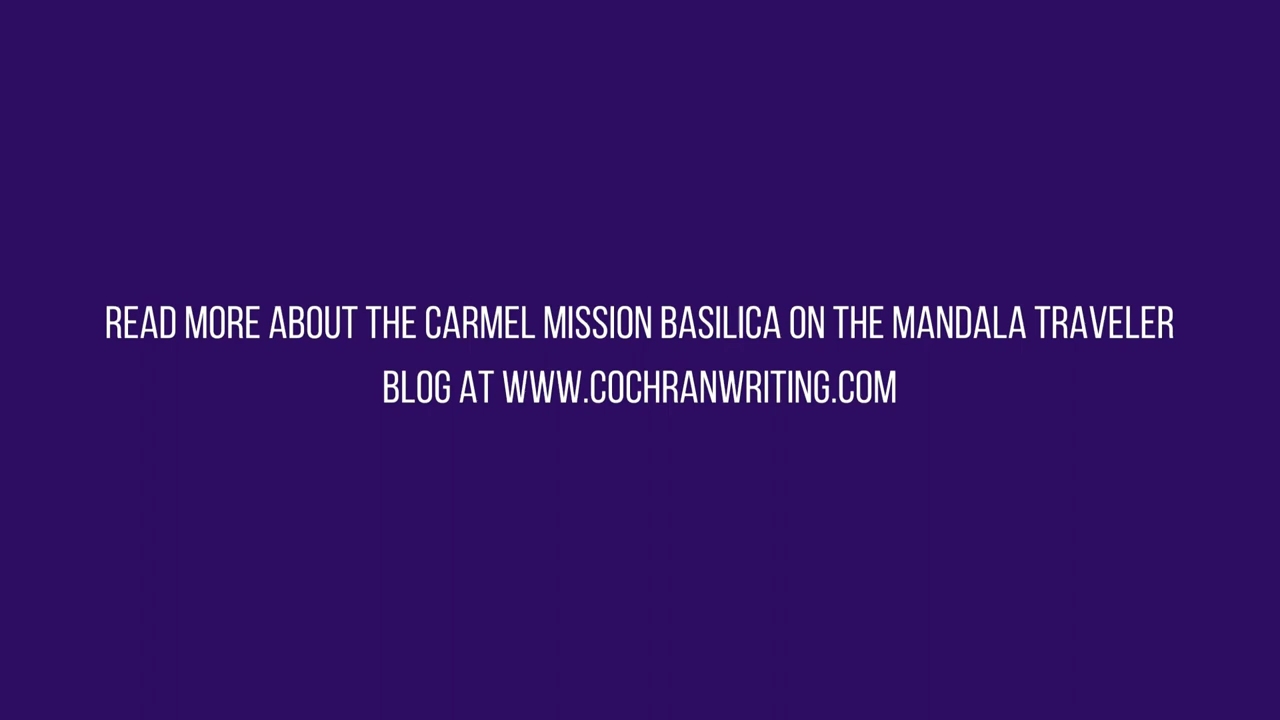 READ MORE ABOUT THE CARMEL MISSION BASILICA ON THE MANDALA TRAVELER
BLOG AT WWW.COCHRANWRITING.COM